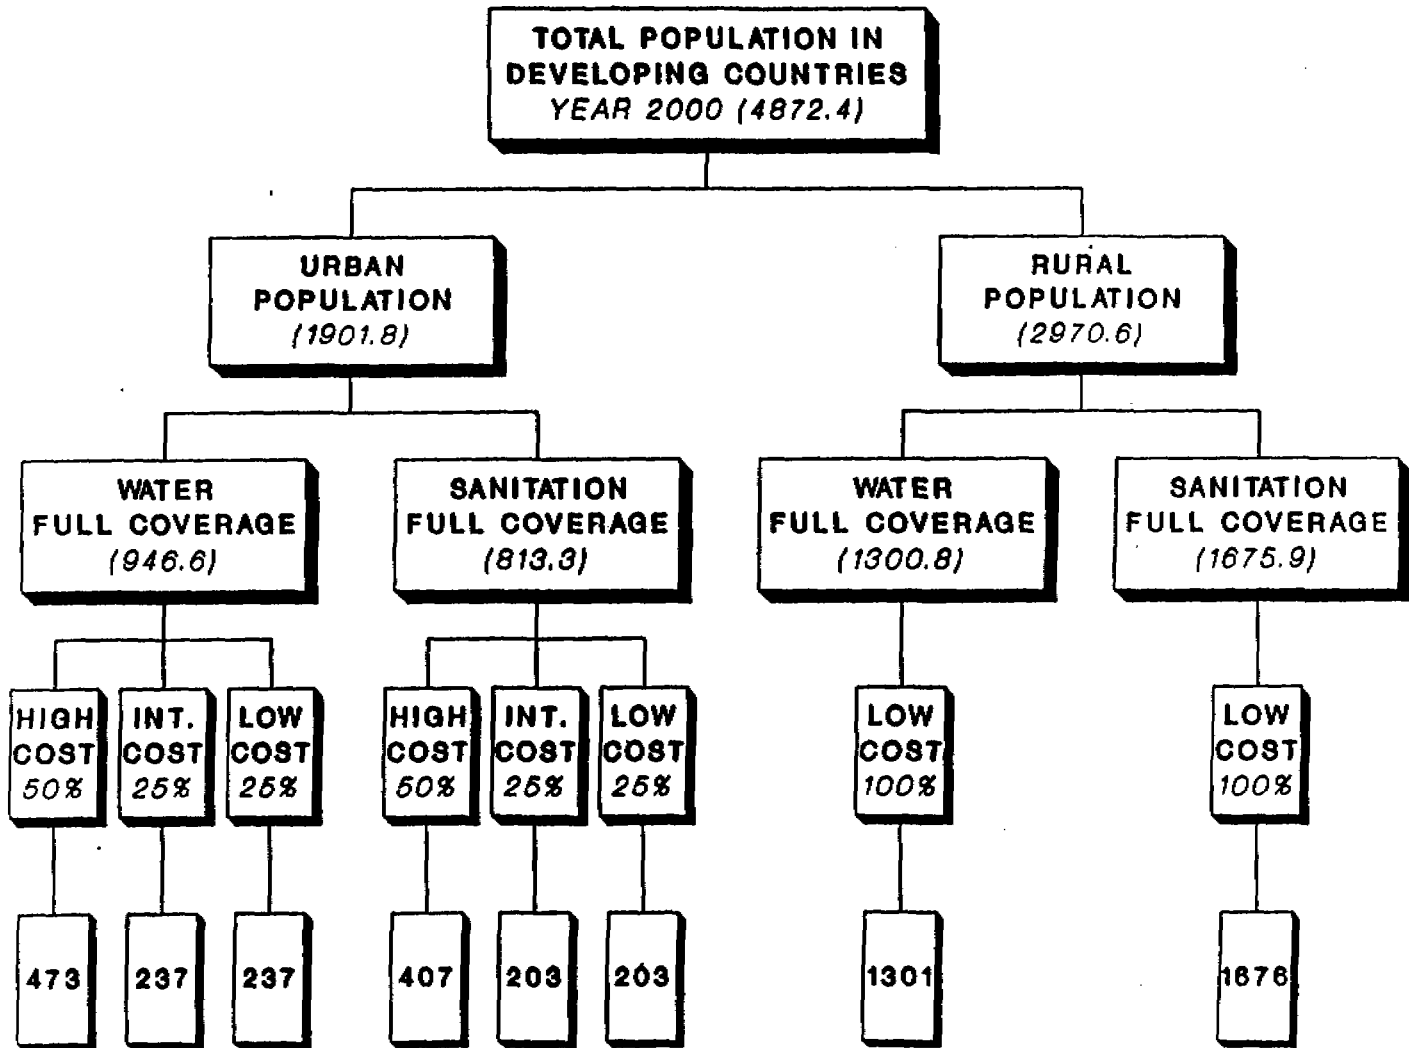 TOTAL POPULATION IN
DEVELOPING COUNTRIES
YEAR 2000 (4872.4)
URBAN
POPULATION
(1901.8)
RURAL
POPULATION
(2970.6)
WATER
FULL COVERAGE
(946.6)
SANITATION
FULL COVERAGE
(813.3)
WATER
FULL COVERAGE
(1300.8)
SANITATION
FULL COVERAGE
(1675.9)
HIGH
COST
50%
INT.
COST
25%
LOW
COST
25%
HIGH
COST
50%
INT.
COST
25%
LOW
COST
25%
LOW
COST
100%
LOW
COST
100%
473
237
237
407
203
203
1301
1676